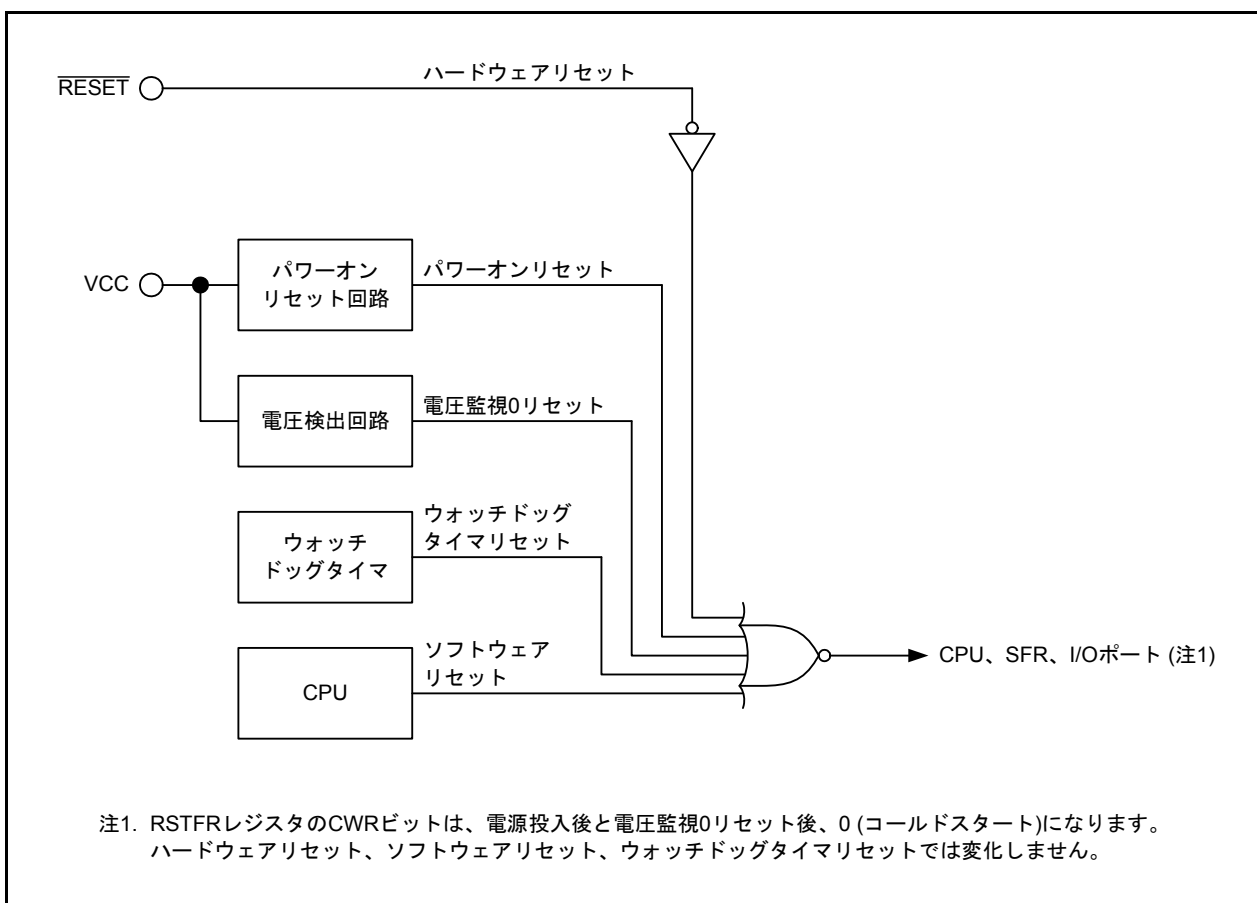 ハードウェアリセット
RESET
VCC
パワーオン
リセット回路
パワーオンリセット
電圧検出回路
電圧監視0リセット
ウォッチ
ドッグタイマ
ウォッチドッグ
タイマリセット
CPU
ソフトウェア
リセット
CPU、SFR、I/Oポート (注1)
注1. RSTFRレジスタのCWRビットは、電源投入後と電圧監視0リセット後、0 (コールドスタート)になります。
ハードウェアリセット、ソフトウェアリセット、ウォッチドッグタイマリセットでは変化しません。